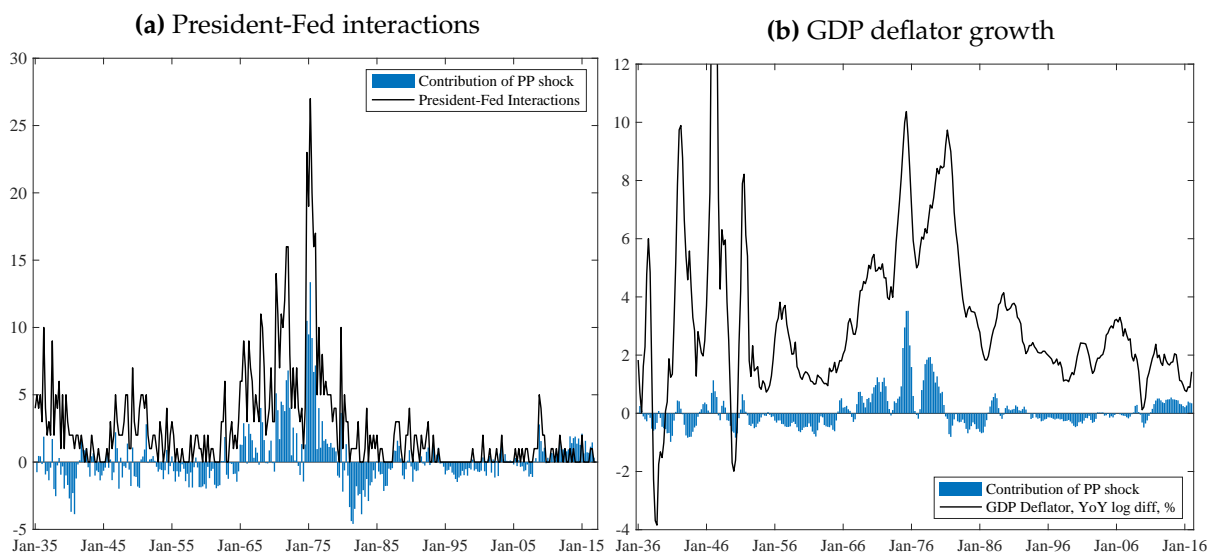 (a) President-Fed interactions
30
25
20
15
10
5
0
-5
Jan-35 Jan-45 Jan-55 Jan-65 Jan-75 Jan-85 Jan-95 Jan-05 Jan-15
Contribution of PP shock
President-Fed Interactions
(b) GDP deflator growth
12
10
8
6
4
2
0
-2
-4
Jan-36 Jan-46 Jan-56 Jan-66 Jan-76 Jan-86 Jan-96 Jan-06 Jan-16
Contribution of PP shock
GDP Deflator, YoY log diff, %